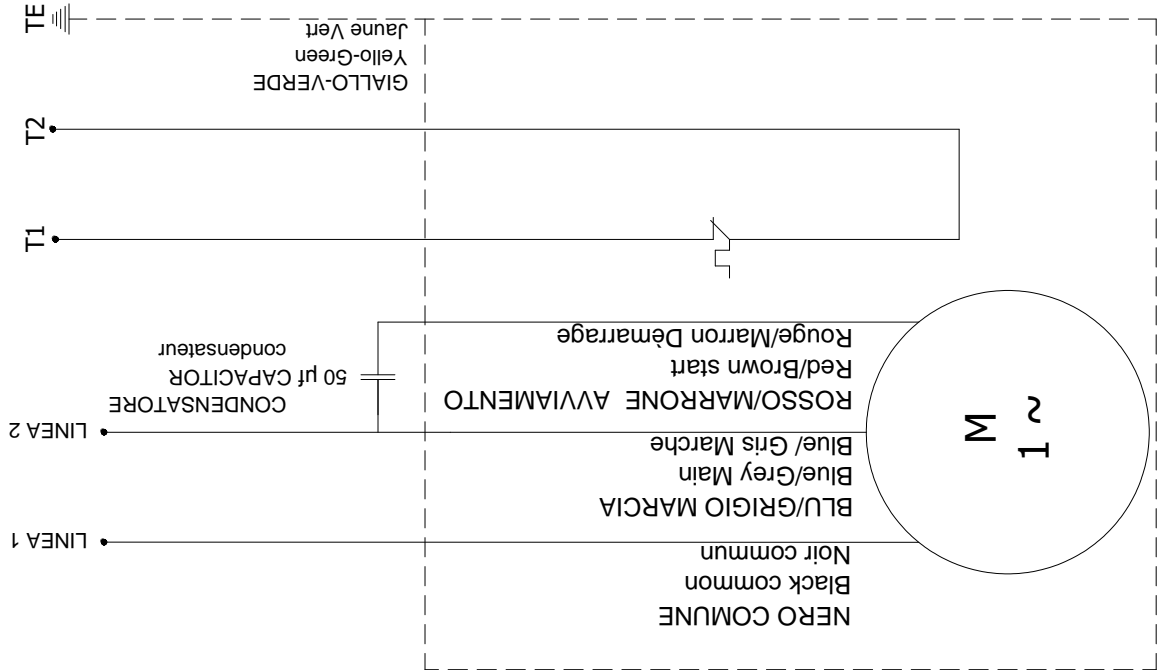 NERO COMUNE
Black common
Noir commun
LINEA 1
BLU/GRIGIO MARCIA
Blue/Grey Main
Blue/ Gris Marche
M
1 ~
LINEA 2
ROSSO/MARRONE AVVIAMENTO
Red/Brown start
Rouge/Marron Dèmarrage
CONDENSATORE
50 µf CAPACITOR
condensateur
T1
T2
GIALLO-VERDE
Yello-Green
Jaune Vert
TE